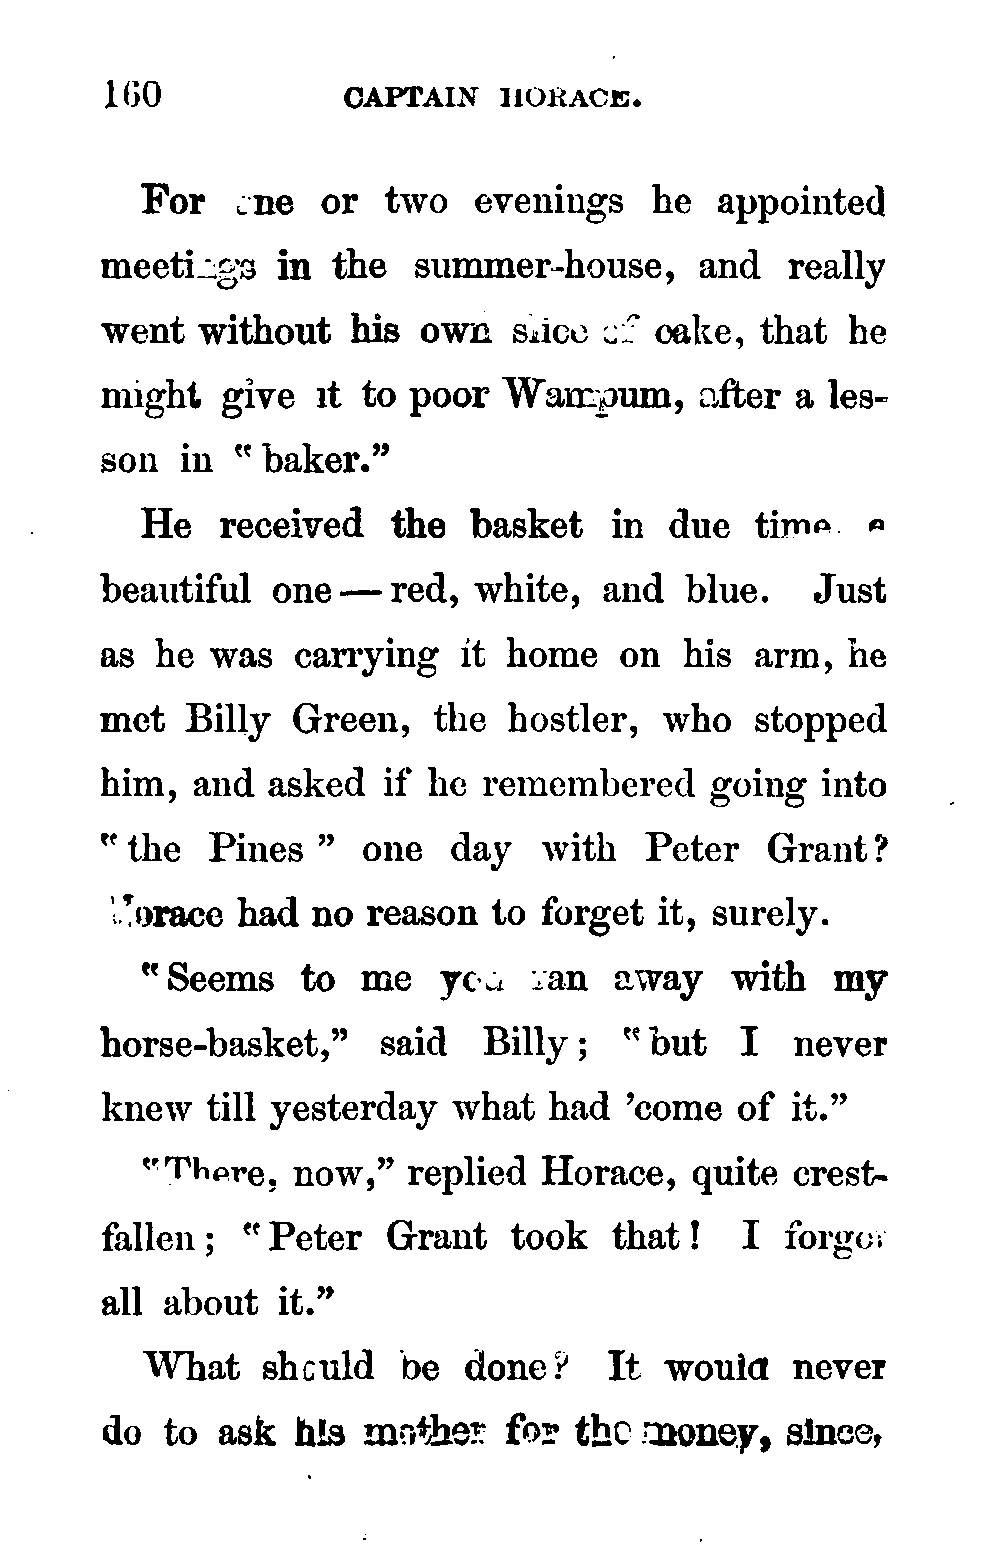 160 CAPTAIN HORACE.
For one or two evenings he appointed
meetings in the summer-house, and really
went without his own slice of cake, that he
might give it to poor Wampum, after a les-
son in "baker."
He received the basket in due time, a
beautiful one — red, white, and blue. Just
as he was carrying it home on his arm, he
met Billy Green, the hostler, who stopped
him, and asked if he remembered going into
"the Pines" one day with Peter Grant?
Horace had no reason to forget it, surely.
"Seems to me you ran away with my
horse-basket," said Billy; "but I never
knew till yesterday what had 'come of it."
"There, now," replied Horace, quite crest-
fallen; "Peter Grant took that! I forgot
all about it."
What should be done? It would never
do to ask his mother for the money, since,